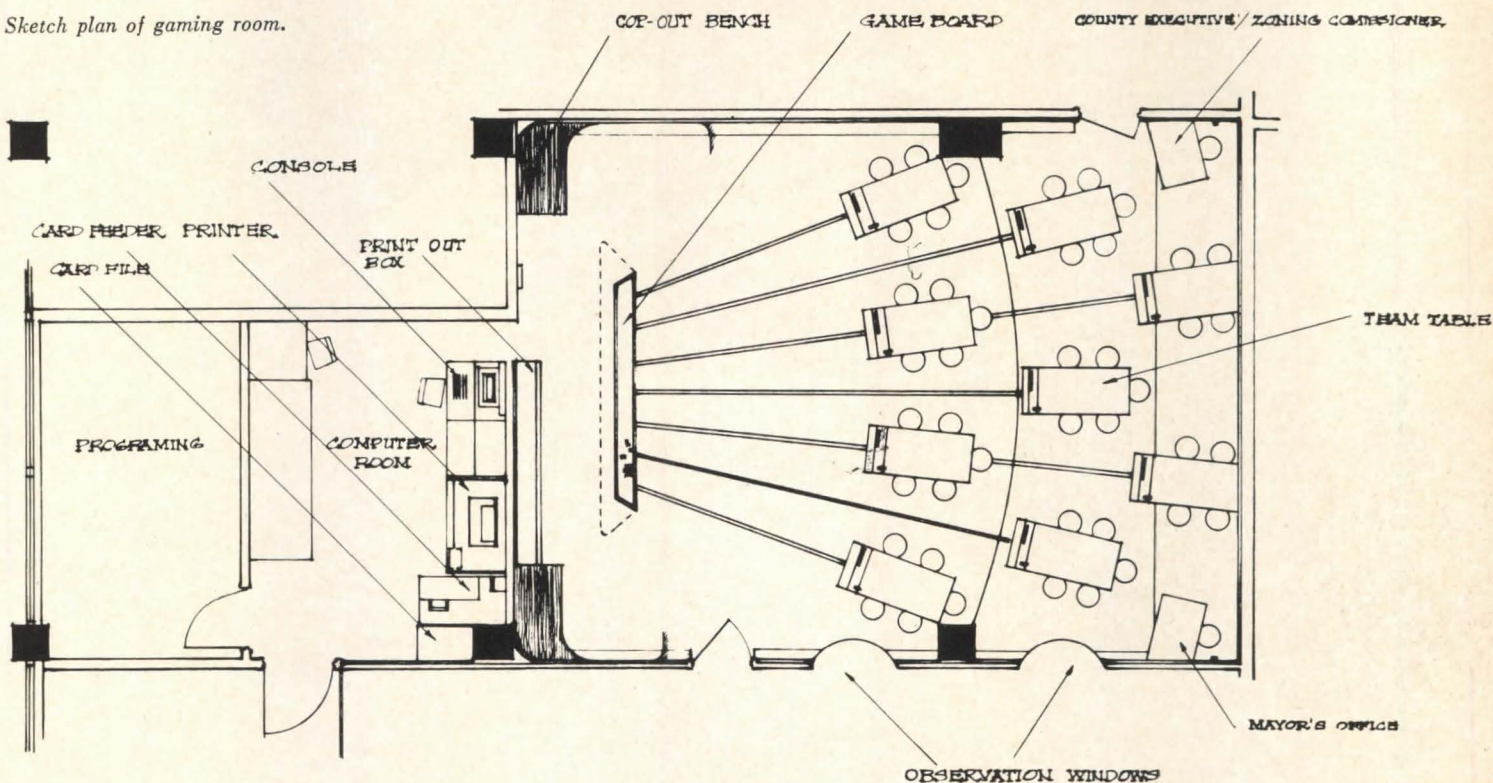 Sketch plan of gaming room.
COP-OUT BENCH
GAME BOARD
COUNTY EXECUTIVE/ZONING COMISSIONER
CONSOLE
CARD FEEDER PRINTER
CARD FILE
PRINT OUT
BOX
TEAM TABLE
PROGRAMING
COMPUTER
ROOM
MAYOR'S OFFICE
OBSERVATION WINDOWS